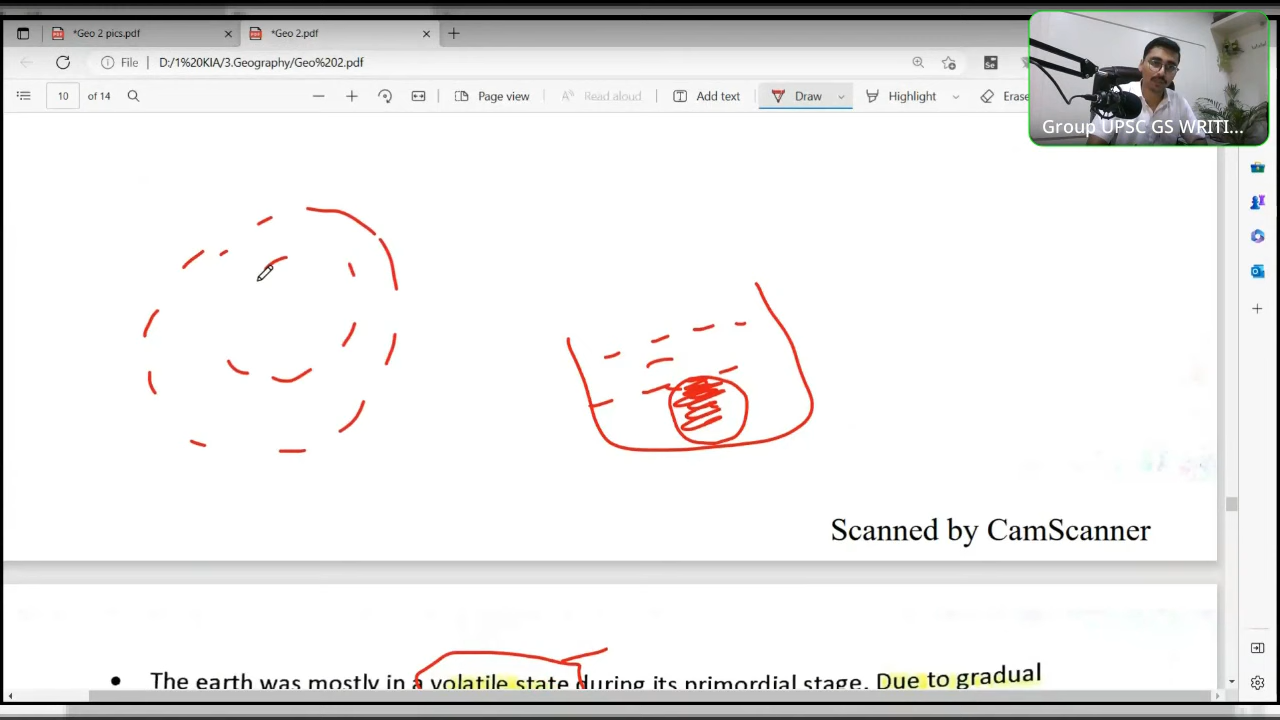 *Geo 2 pics.pdf
*Geo 2.pdf
File
D:/1%20KIA/3.Geography/Geo%202.pdf
10 of 14
Page view
Read aloud
Add text
Draw
Highlight
Erase
Group UPSC GS WRITI...
Scanned by CamScanner
The earth was mostly in a volatile state during its primordial stage. Due to gradual